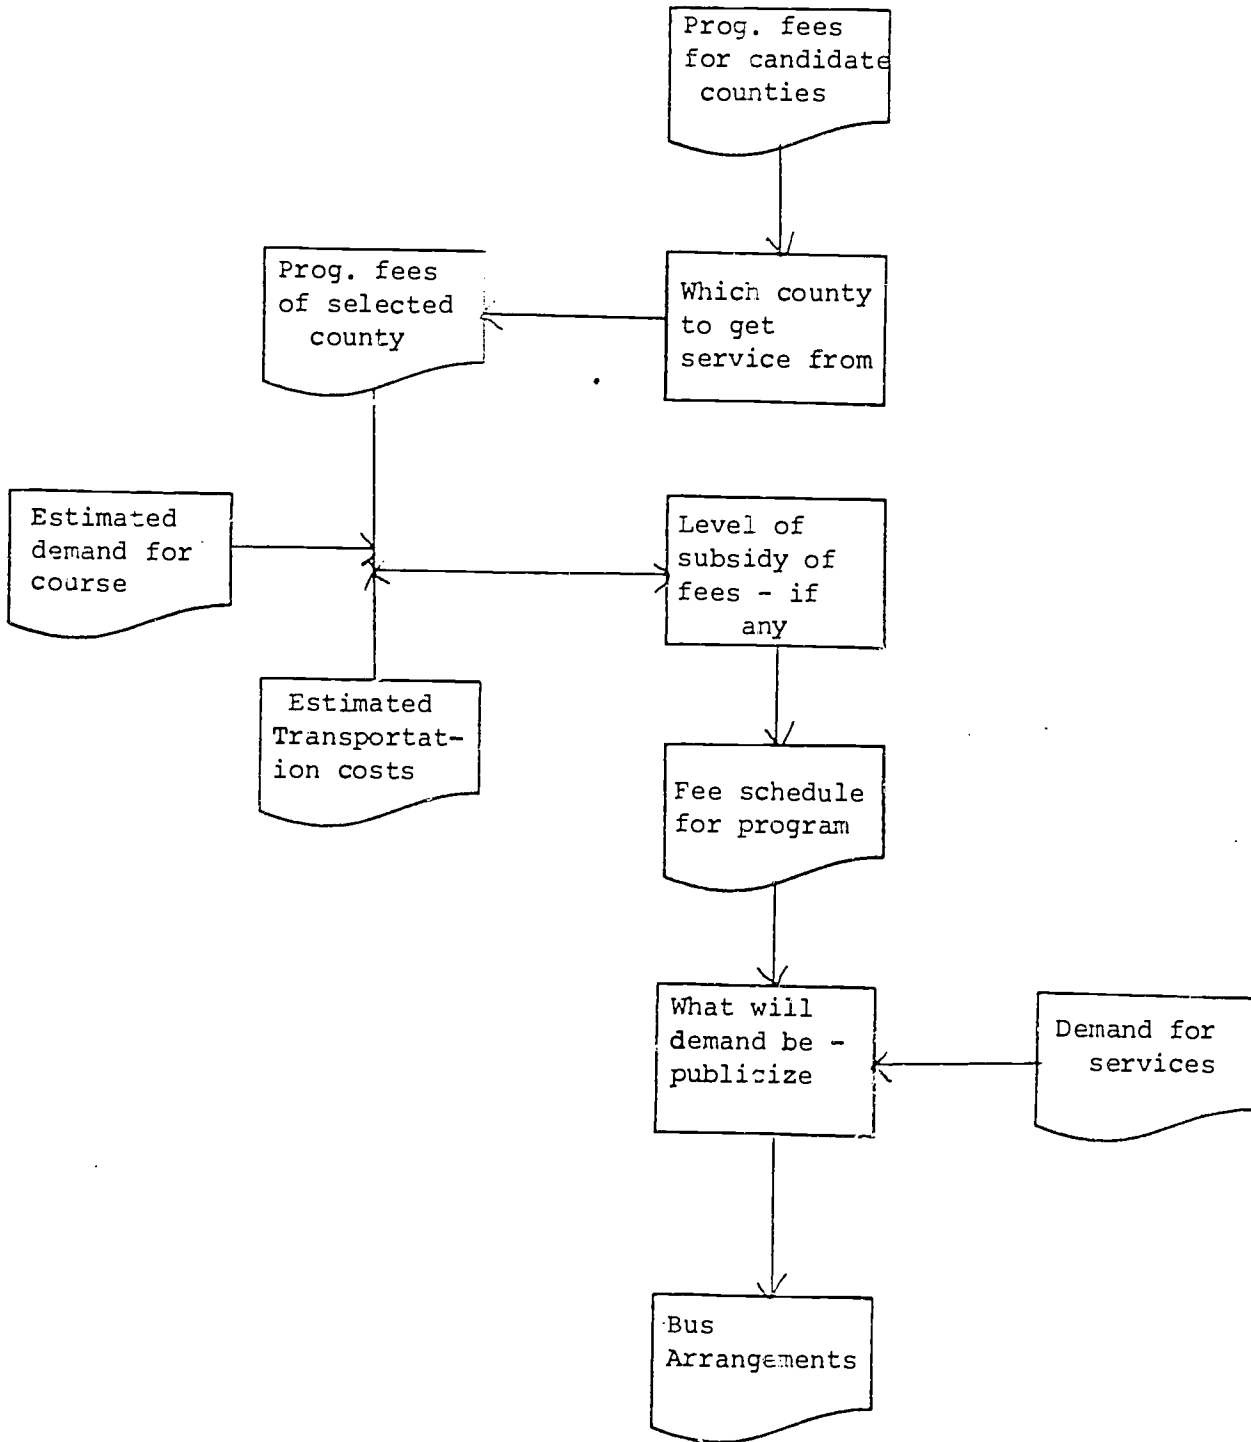 Prog. fees
for candidate
counties
Prog. fees
of selected
county
Which county
to get
service from
Estimated
demand for
course
Level of
subsidy of
fees - if
any
Estimated
Transportat-
ion costs
Fee schedule
for program
What will
demand be -
publicize
Demand for
services
Bus
Arrangements